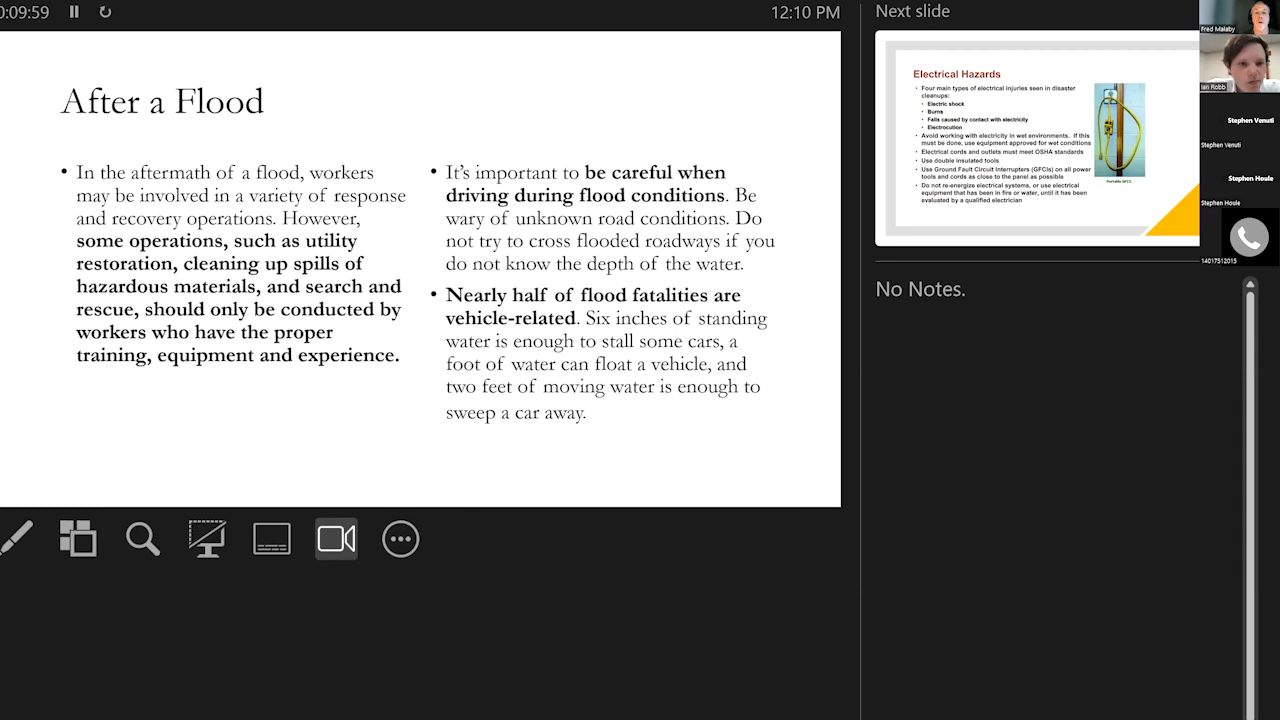 0:09:59
12:10 PM
After a Flood
• In the aftermath of a flood, workers
may be involved in a variety of response
and recovery operations. However,
some operations, such as utility
restoration, cleaning up spills of
hazardous materials, and search and
rescue, should only be conducted by
workers who have the proper
training, equipment and experience.
• It’s important to be careful when
driving during flood conditions. Be
wary of unknown road conditions. Do
not try to cross flooded roadways if you
do not know the depth of the water.
• Nearly half of flood fatalities are
vehicle-related. Six inches of standing
water is enough to stall some cars, a
foot of water can float a vehicle, and
two feet of moving water is enough to
sweep a car away.
Next slide
Electrical Hazards
• Four main types of electrical injuries seen in disaster
cleanups:
• Electric shock
• Burns
• Falls caused by contact with electricity
• Electrocution
• Avoid working with electricity in wet environments. If this
must be done, use equipment approved for wet conditions
• Electrical cords and outlets must meet OSHA standards
• Use double insulated tools
• Use Ground Fault Circuit Interrupters (GFCIs) on all power
tools and cords as close to the panel as possible
• Do not re-energize electrical systems, or use electrical
equipment that has been in fire or water, until it has been
evaluated by a qualified electrician
Portable GFCI.
No Notes.
Fred Malaby
Ian Robb
Stephen Venuti
Stephen Venuti
Stephen Houle
Stephen Houle
14017512015